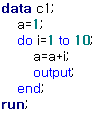 data c1;
a=1;
do i=1 to 10;
a=a+i;
output;
end;
run;